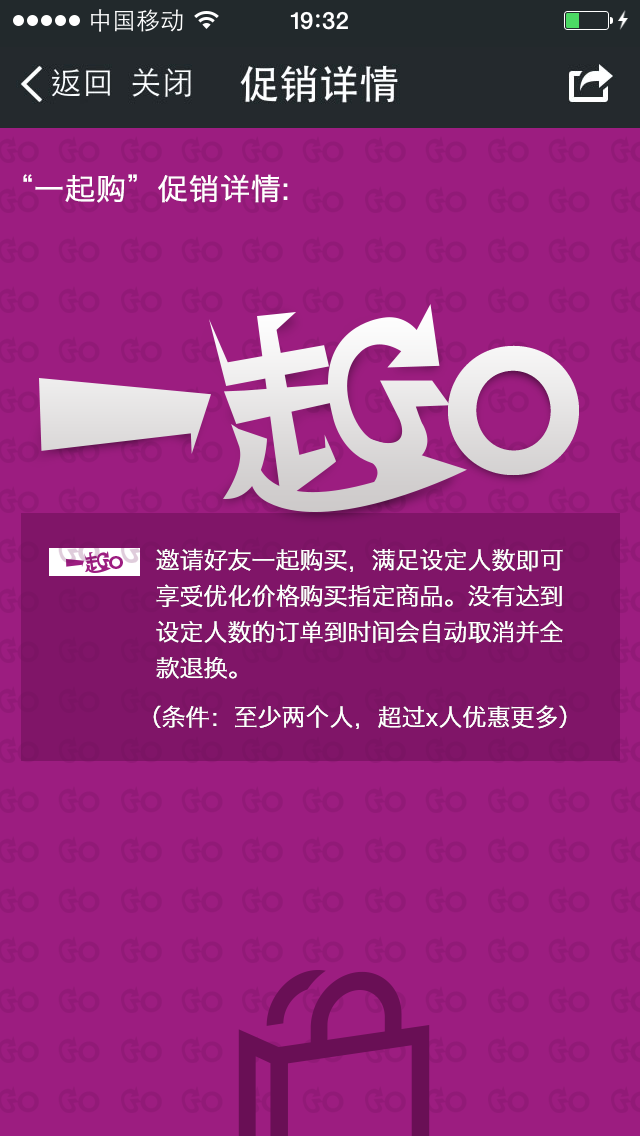 中国移动
19:32
返回 关闭
促销详情
“一起购”促销详情:
一起GO
一起GO
邀请好友一起购买，满足设定人数即可
享受优化价格购买指定商品。没有达到
设定人数的订单到时间会自动取消并全
款退换。
（条件：至少两个人，超过x人优惠更多）